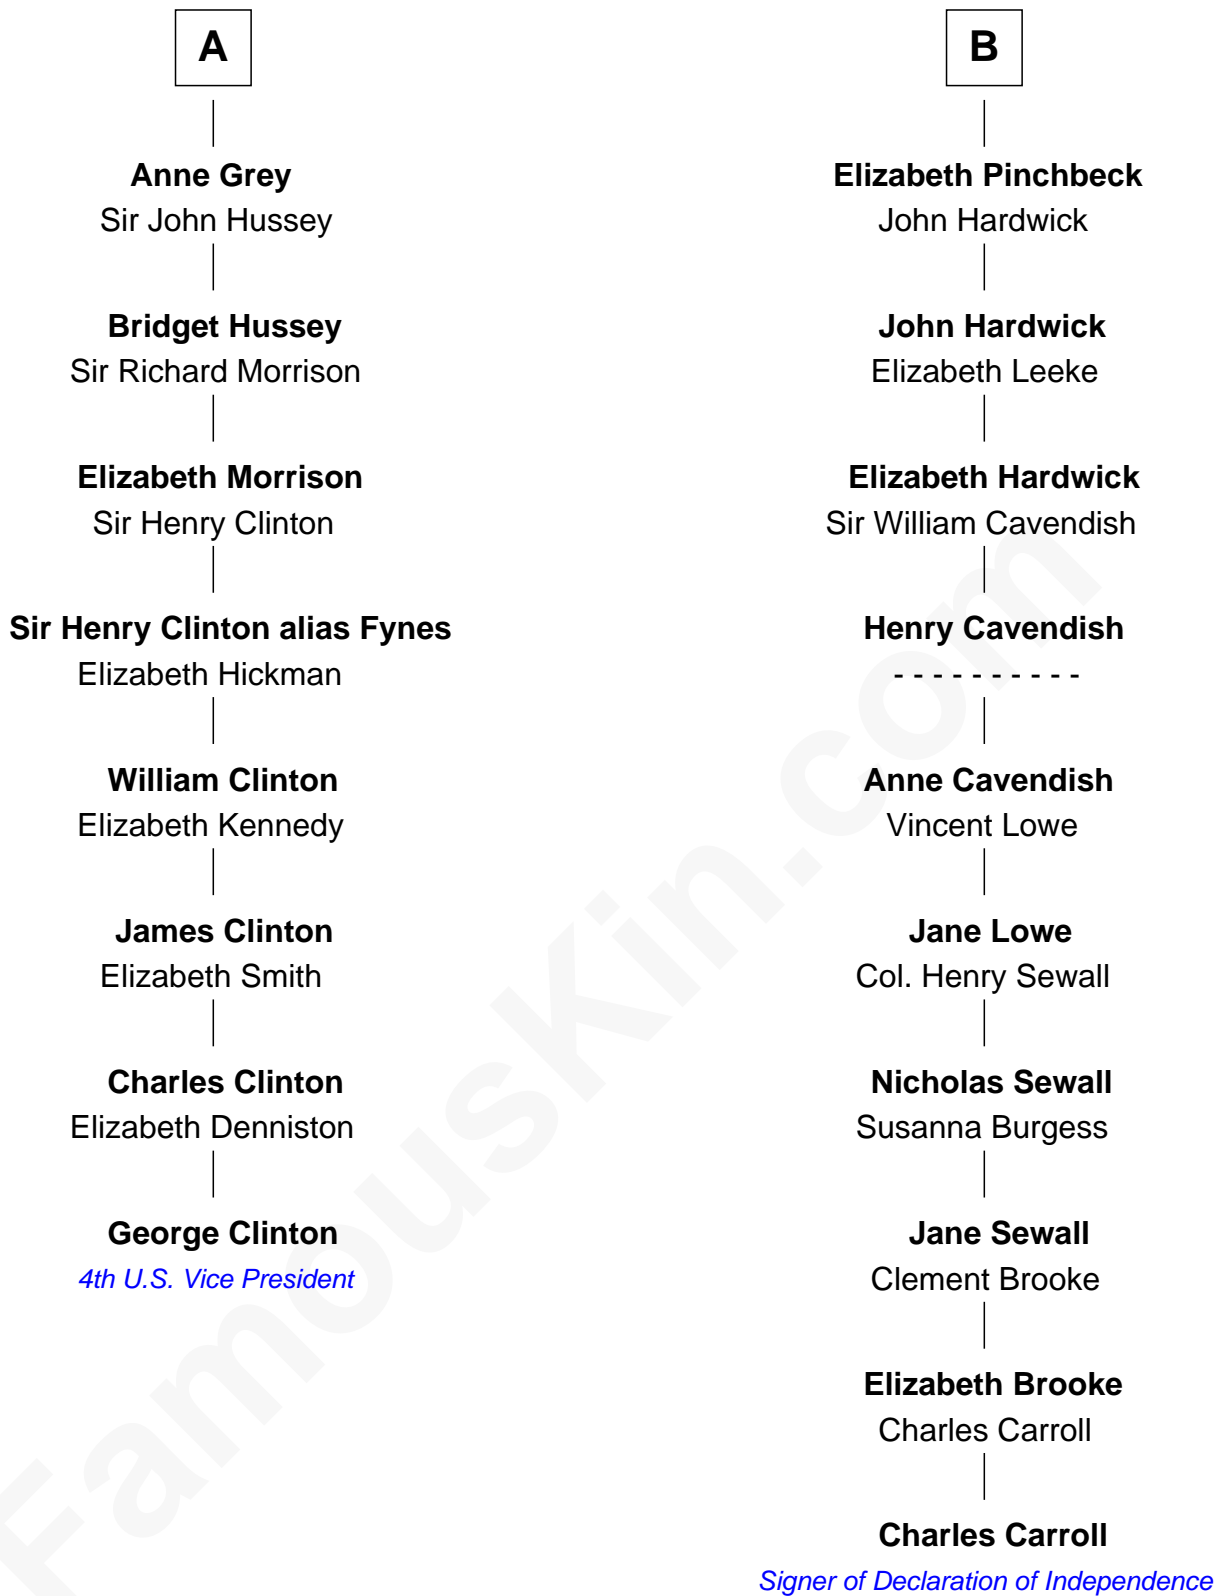 A
Anne Grey
Sir John Hussey
Bridget Hussey
Sir Richard Morrison
Elizabeth Morrison
Sir Henry Clinton
Sir Henry Clinton alias Fynes
Elizabeth Hickman
William Clinton
Elizabeth Kennedy
James Clinton
Elizabeth Smith
Charles Clinton
Elizabeth Denniston
George Clinton
4th U.S. Vice President
B
Elizabeth Pinchbeck
John Hardwick
John Hardwick
Elizabeth Leeke
Elizabeth Hardwick
Sir William Cavendish
Henry Cavendish
- - - - - - - - - -
Anne Cavendish
Vincent Lowe
Jane Lowe
Col. Henry Sewall
Nicholas Sewall
Susanna Burgess
Jane Sewall
Clement Brooke
Elizabeth Brooke
Charles Carroll
Charles Carroll
Signer of Declaration of Independence
FamousKin.com